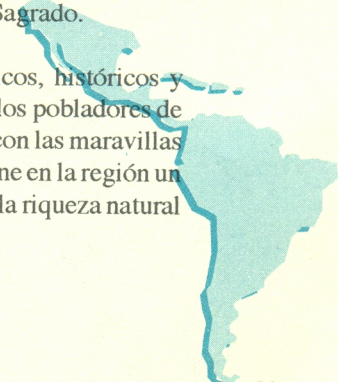 Sagrado.
cos, históricos y
los pobladores de
con las maravillas
ne en la región un
la riqueza natural